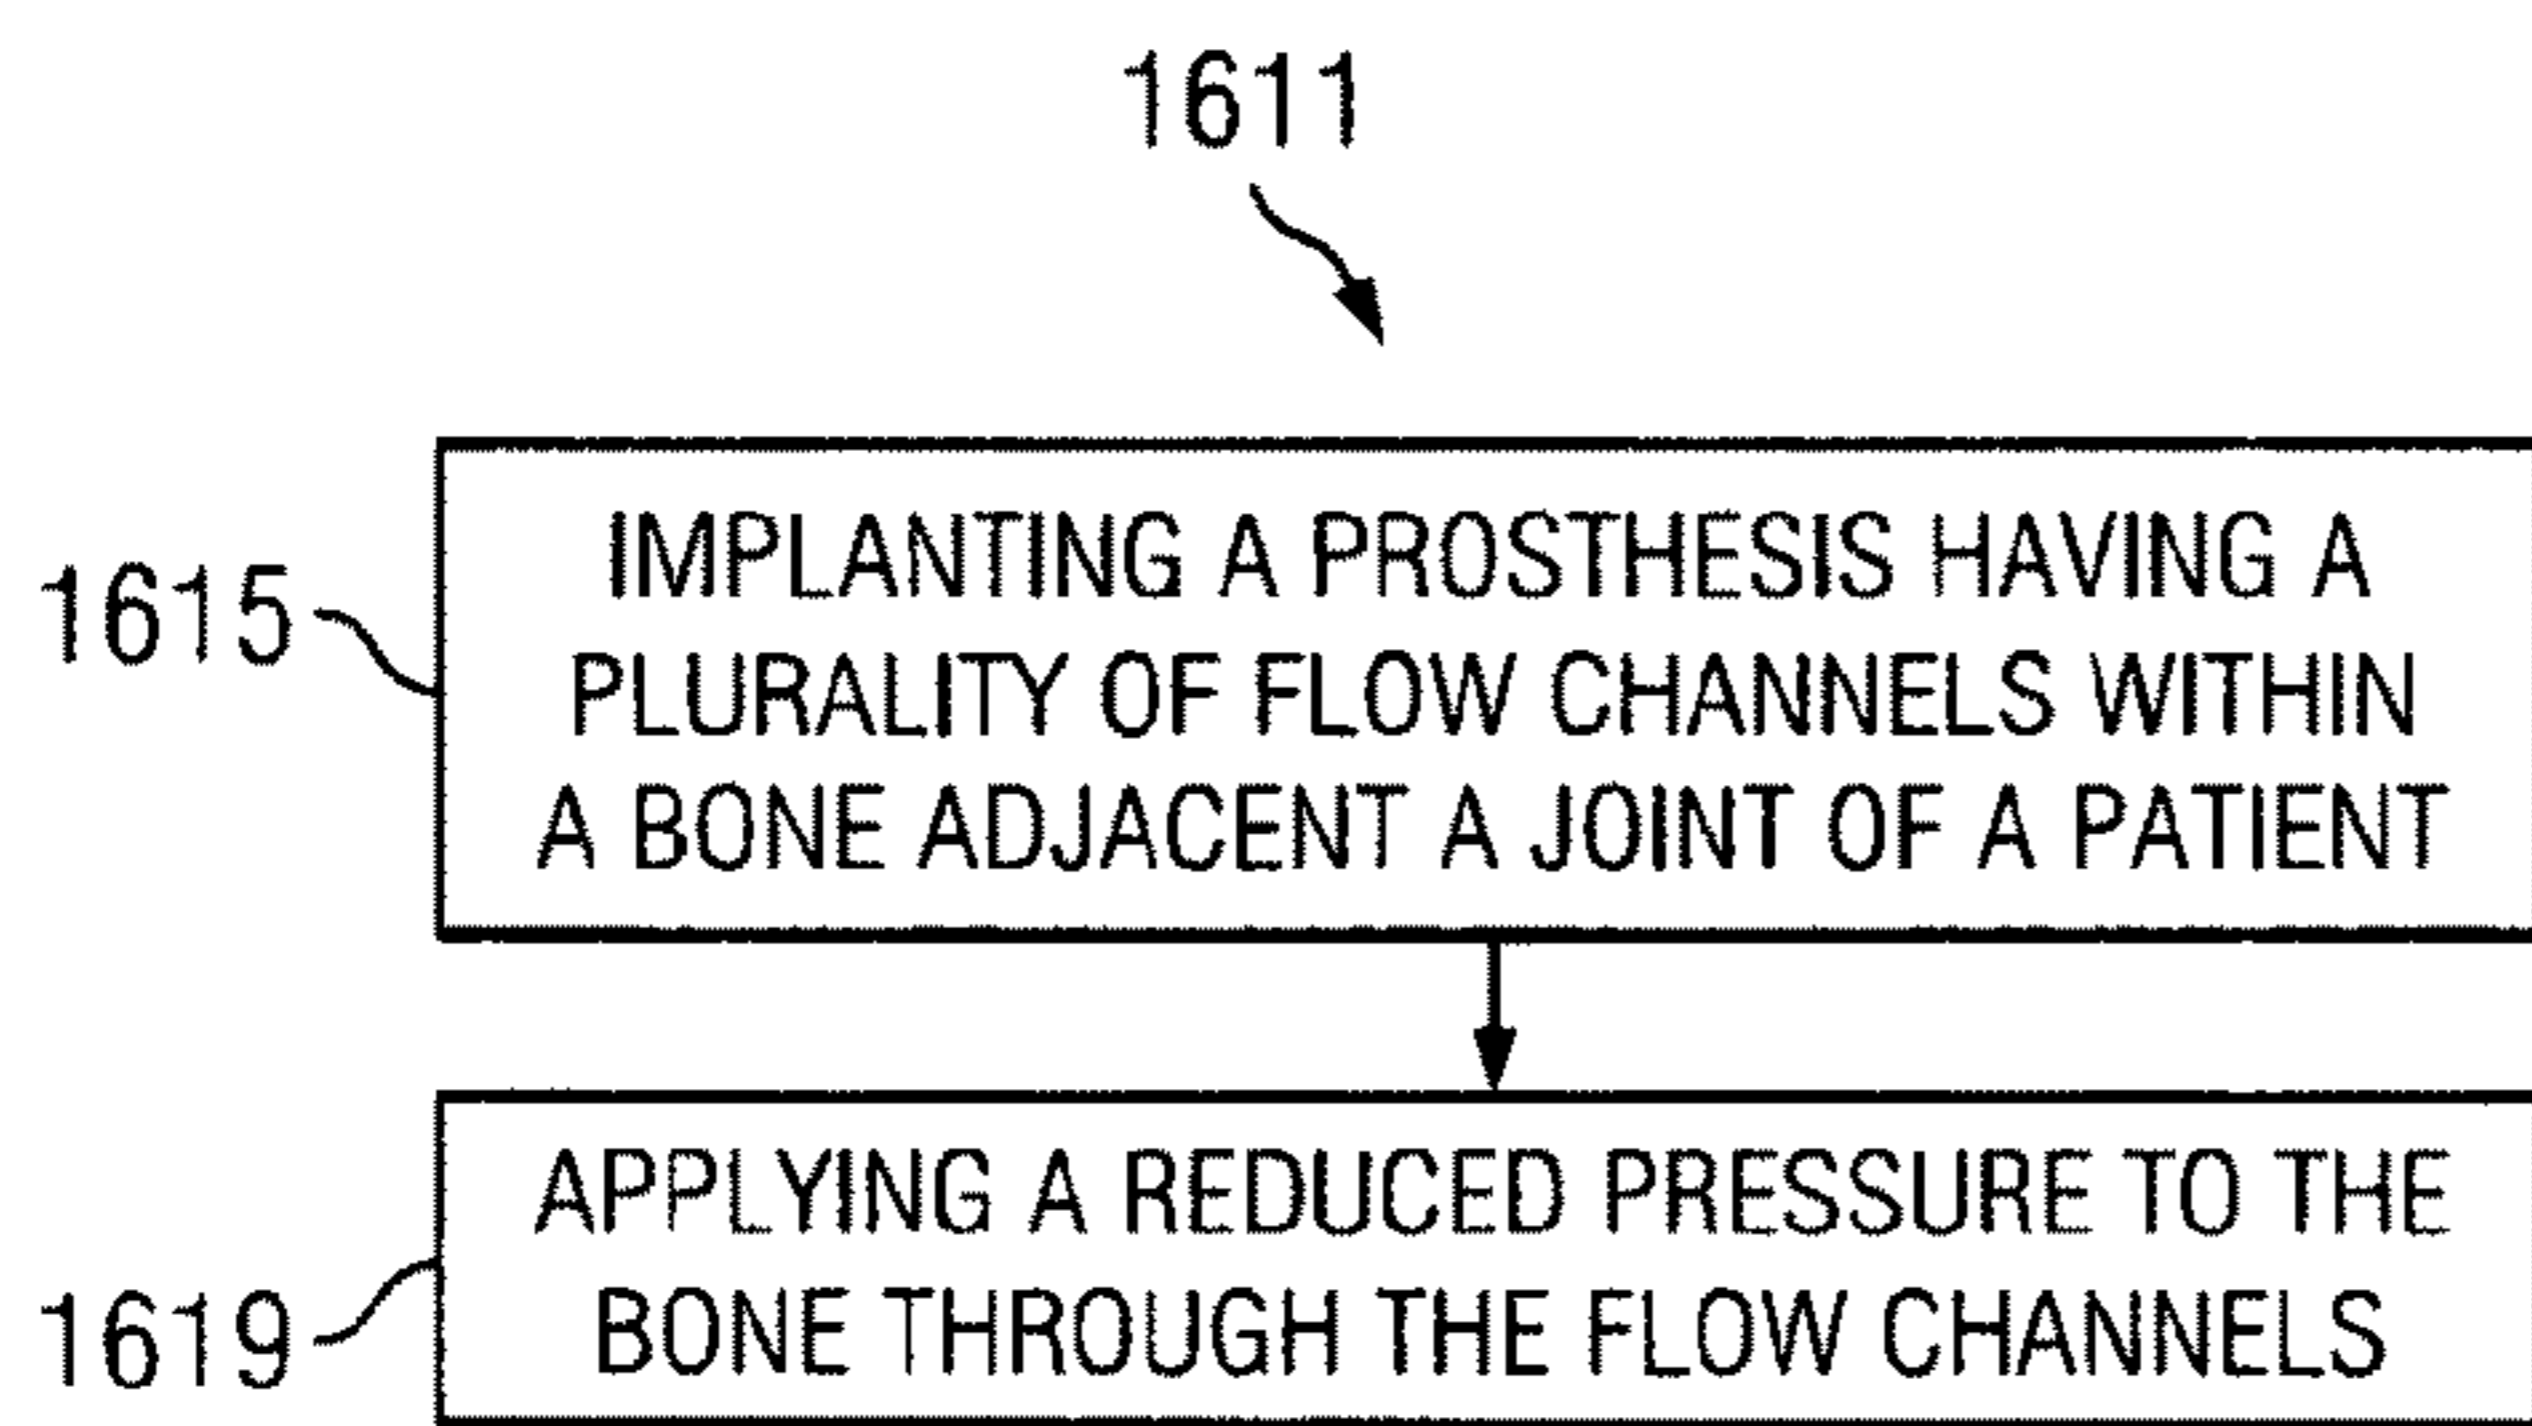 1611
1615
IMPLANTING A PROSTHESIS HAVING A
PLURALITY OF FLOW CHANNELS WITHIN
A BONE ADJACENT A JOINT OF A PATIENT
1619
APPLYING A REDUCED PRESSURE TO THE
BONE THROUGH THE FLOW CHANNELS